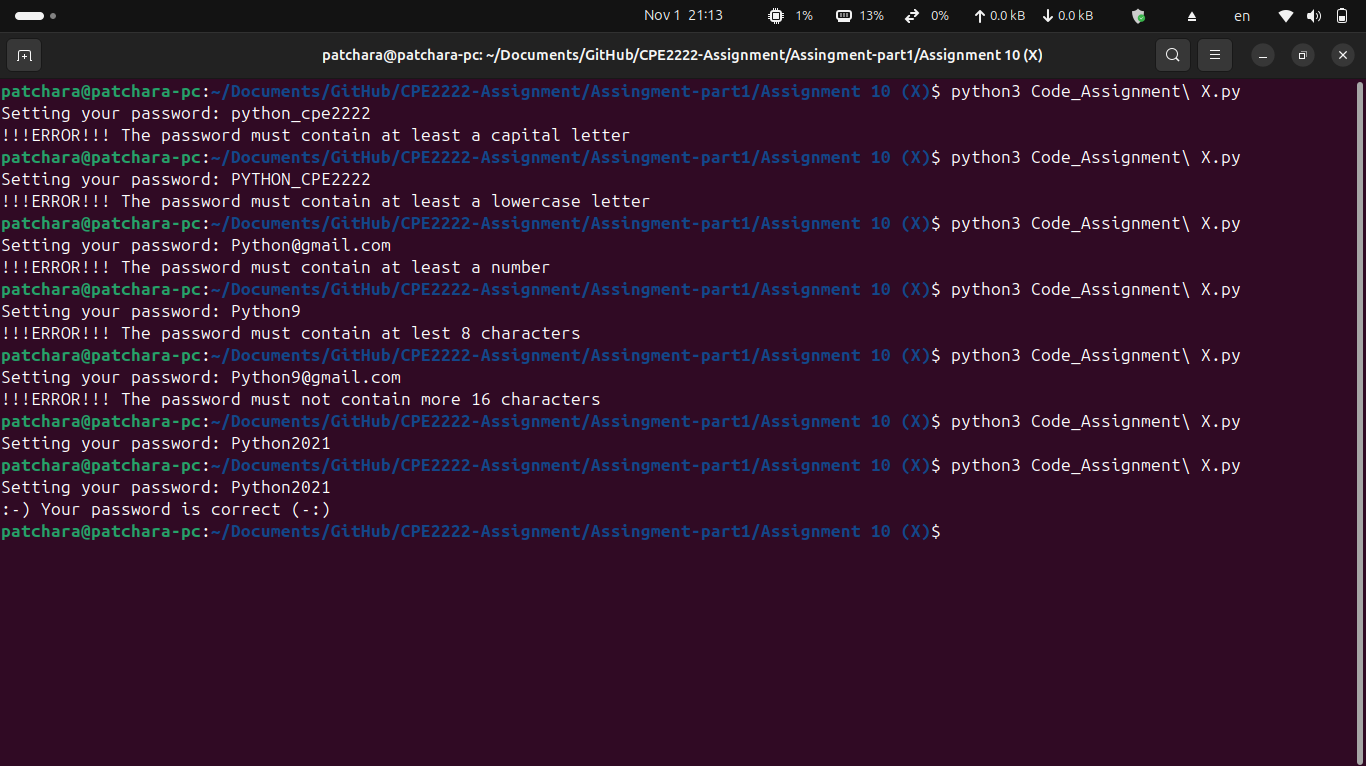 Nov 1 21:13 1% 13% 0% 0.0 kB 0.0 kB en
patchara@patchara-pc: ~/Documents/GitHub/CPE2222-Assignment/Assingment-part1/Assignment 10 (X)
patchara@patchara-pc:~/Documents/GitHub/CPE2222-Assignment/Assingment-part1/Assignment 10 (X)$ python3 Code_Assignment\ X.py
Setting your password: python_cpe2222
!!!ERROR!!! The password must contain at least a capital letter
patchara@patchara-pc:~/Documents/GitHub/CPE2222-Assignment/Assingment-part1/Assignment 10 (X)$ python3 Code_Assignment\ X.py
Setting your password: PYTHON_CPE2222
!!!ERROR!!! The password must contain at least a lowercase letter
patchara@patchara-pc:~/Documents/GitHub/CPE2222-Assignment/Assingment-part1/Assignment 10 (X)$ python3 Code_Assignment\ X.py
Setting your password: Python@gmail.com
!!!ERROR!!! The password must contain at least a number
patchara@patchara-pc:~/Documents/GitHub/CPE2222-Assignment/Assingment-part1/Assignment 10 (X)$ python3 Code_Assignment\ X.py
Setting your password: Python9
!!!ERROR!!! The password must contain at lest 8 characters
patchara@patchara-pc:~/Documents/GitHub/CPE2222-Assignment/Assingment-part1/Assignment 10 (X)$ python3 Code_Assignment\ X.py
Setting your password: Python9@gmail.com
!!!ERROR!!! The password must not contain more 16 characters
patchara@patchara-pc:~/Documents/GitHub/CPE2222-Assignment/Assingment-part1/Assignment 10 (X)$ python3 Code_Assignment\ X.py
Setting your password: Python2021
patchara@patchara-pc:~/Documents/GitHub/CPE2222-Assignment/Assingment-part1/Assignment 10 (X)$ python3 Code_Assignment\ X.py
Setting your password: Python2021
:-) Your password is correct (-:)
patchara@patchara-pc:~/Documents/GitHub/CPE2222-Assignment/Assingment-part1/Assignment 10 (X)$